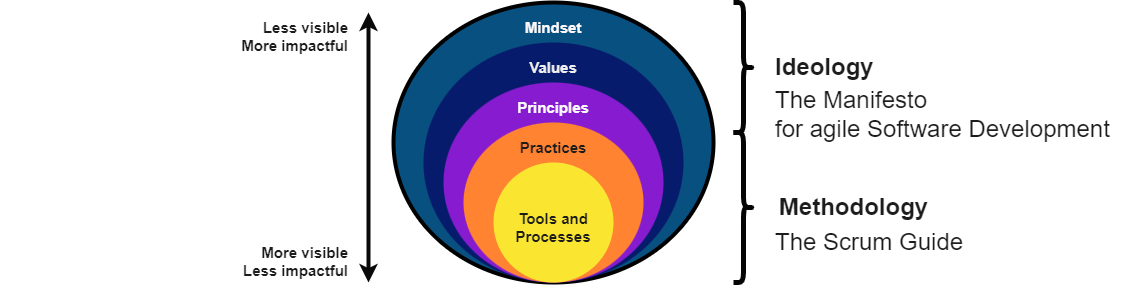 Less visible
More impactful
Mindset
Values
Principles
Practices
Tools and
Processes
More visible
Less impactful
Ideology
The Manifesto
for agile Software Development
Methodology
The Scrum Guide